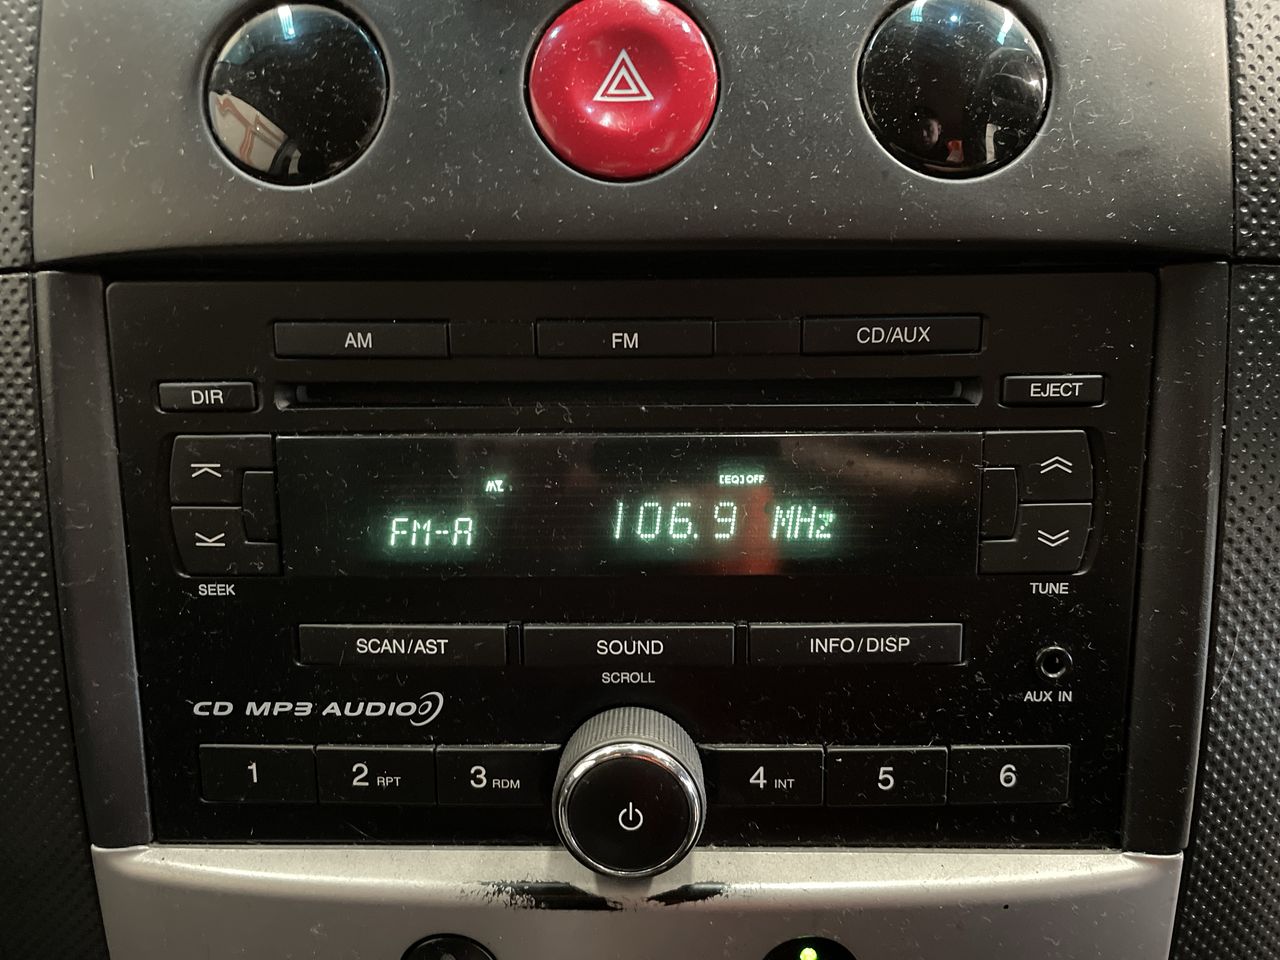 AM FM CD/AUX
DIR EJECT
[EQ] OFF
FM-A 106.9 MHz
SEEK TUNE
SCAN/AST SOUND INFO/DISP
SCROLL
AUX IN
CD MP3 AUDIO
1 2 RPT 3 RDM 4 INT 5 6